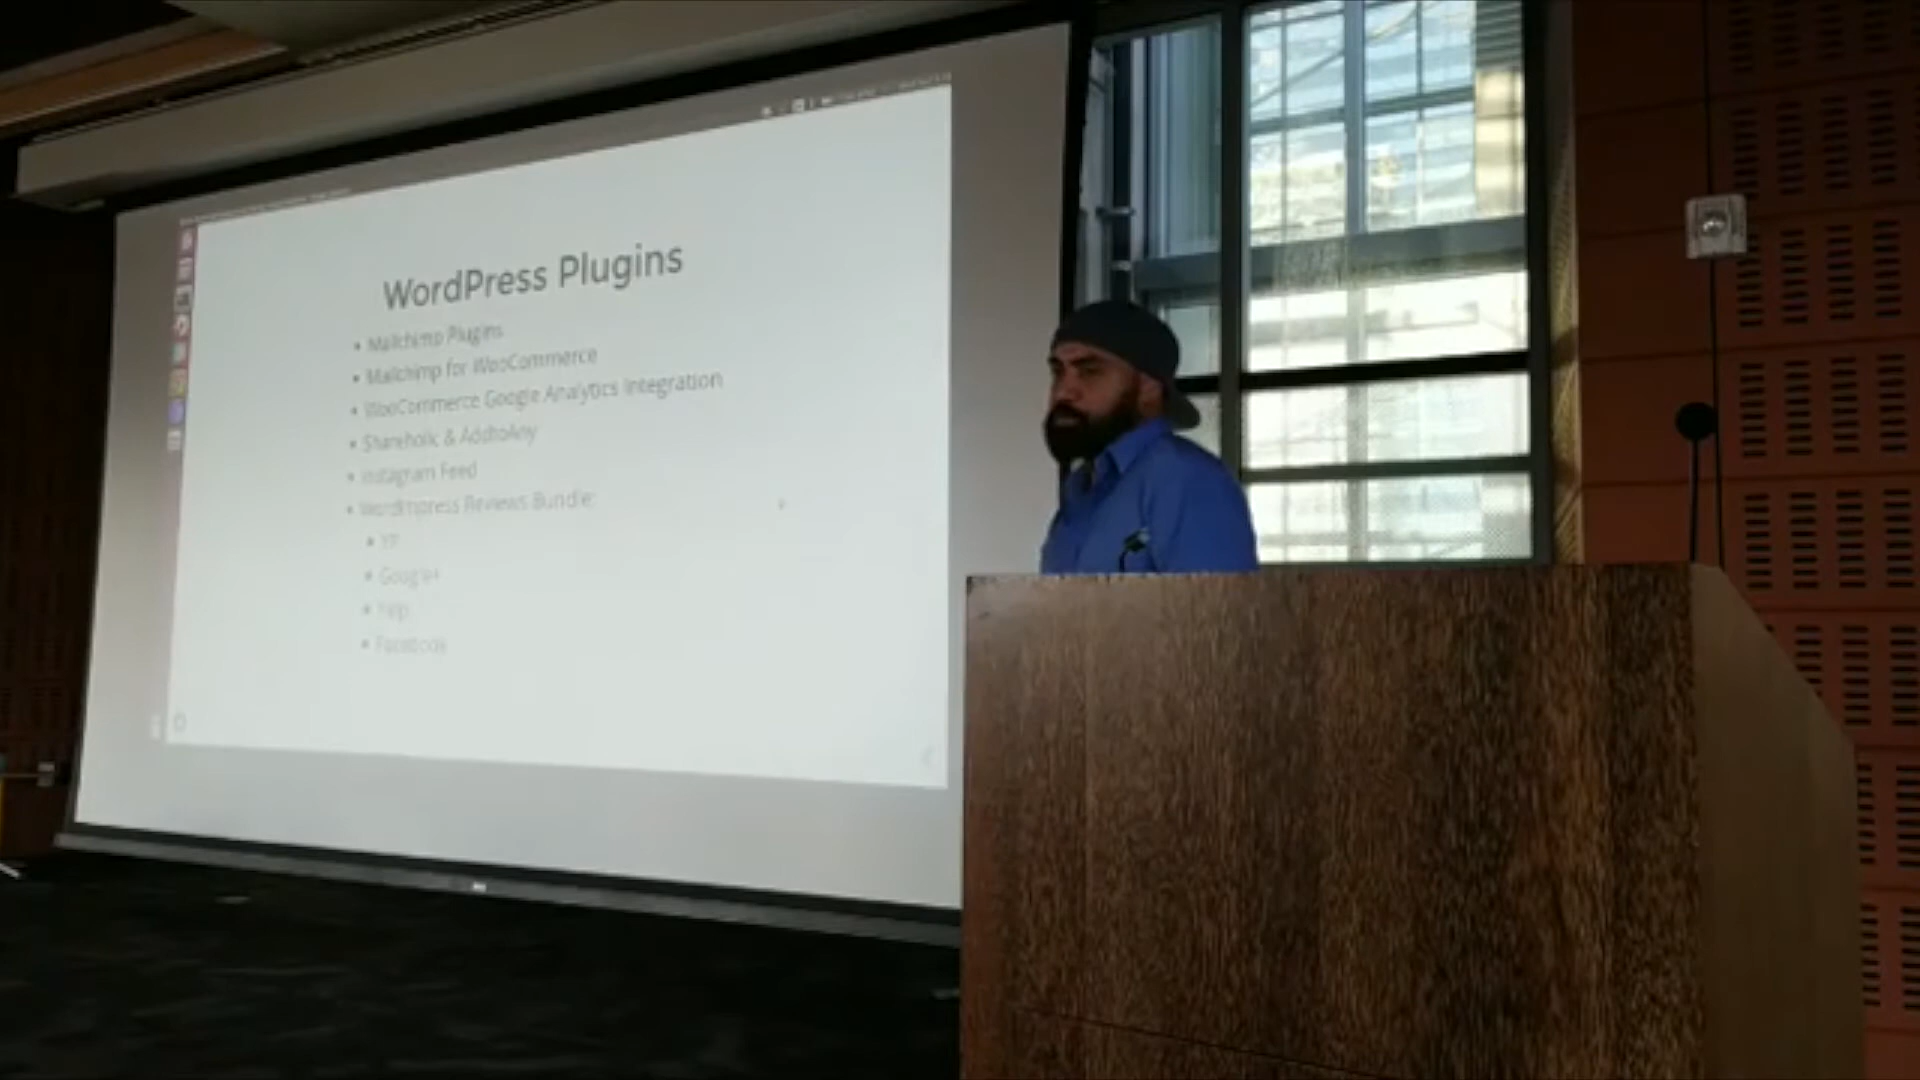 WordPress Plugins
Mailchimp Plugins
Mailchimp for WooCommerce
WooCommerce Google Analytics Integration
Shareholic & AddtoAny
Instagram Feed
Reviews Bundle:
YP
Google+
Yelp
Facebook